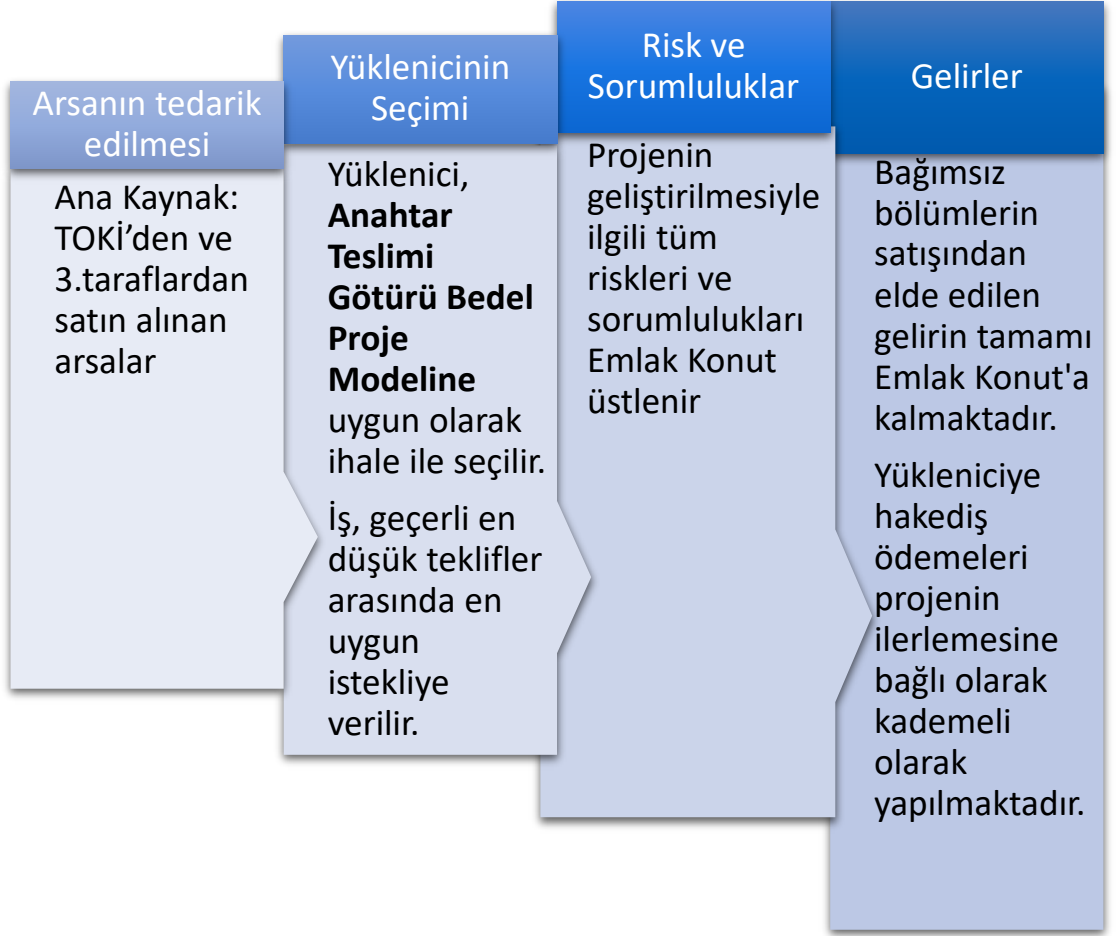 Arsanın tedarik
edilmesi
Ana Kaynak:
TOKİ’den ve
3.taraflardan
satın alınan
arsalar
Yüklenicinin
Seçimi
Yüklenici,
Anahtar
Teslimi
Götürü Bedel
Proje
Modeline
uygun olarak
ihale ile seçilir.
İş, geçerli en
düşük teklifler
arasında en
uygun
istekliye
verilir.
Risk ve
Sorumluluklar
Projenin
geliştirilmesiyle
ilgili tüm
riskleri ve
sorumlulukları
Emlak Konut
üstlenir
Gelirler
Bağımsız
bölümlerin
satışından
elde edilen
gelirin tamamı
Emlak Konut'a
kalmaktadır.
Yükleniciye
hakediş
ödemeleri
projenin
ilerlemesine
bağlı olarak
kademeli
olarak
yapılmaktadır.